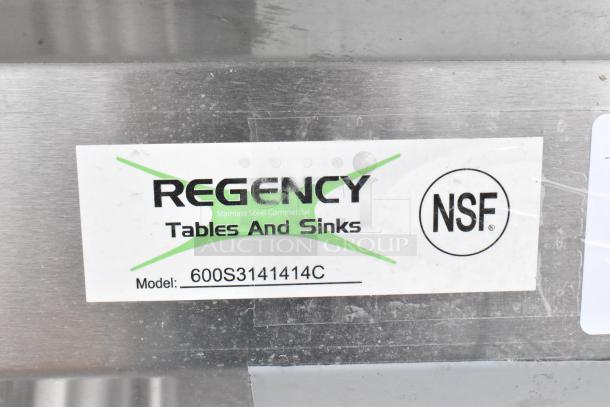 REGENCY
Stainless Steel Commercial
Tables And Sinks
AUCTION GROUP
NSF®
Model: 600S3141414C